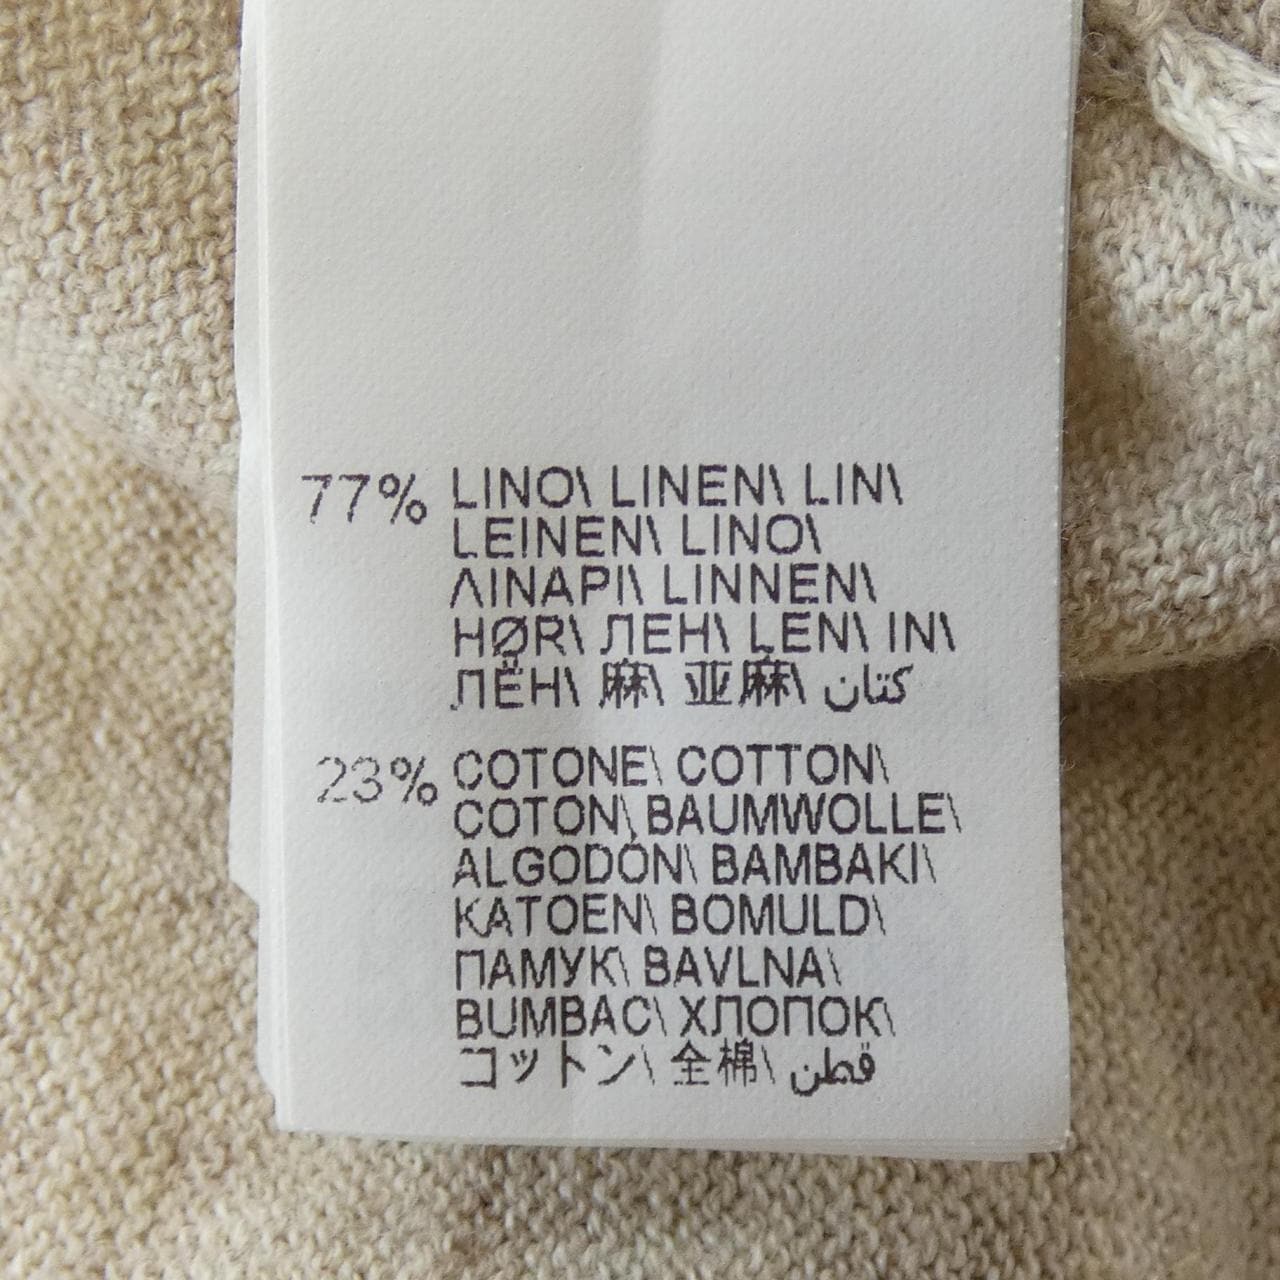 77% LINO\ LINEN\ LIN\
LEINEN\ LINO\
ΛΙΝΑΡΙ\ LINNEN\
HØR\ ЛЕН\ LEN\ IN\
ЛЁН\ 麻\ 亚麻\ كتان
23% COTONE\ COTTON\
COTON\ BAUMWOLLE\
ALGODÓN\ BAMBAKI\
KATOEN\ BOMULD\
ПАМУК\ BAVLNA\
BUMBAC\ ХЛОПОК\
コットン\ 全棉\ قطن